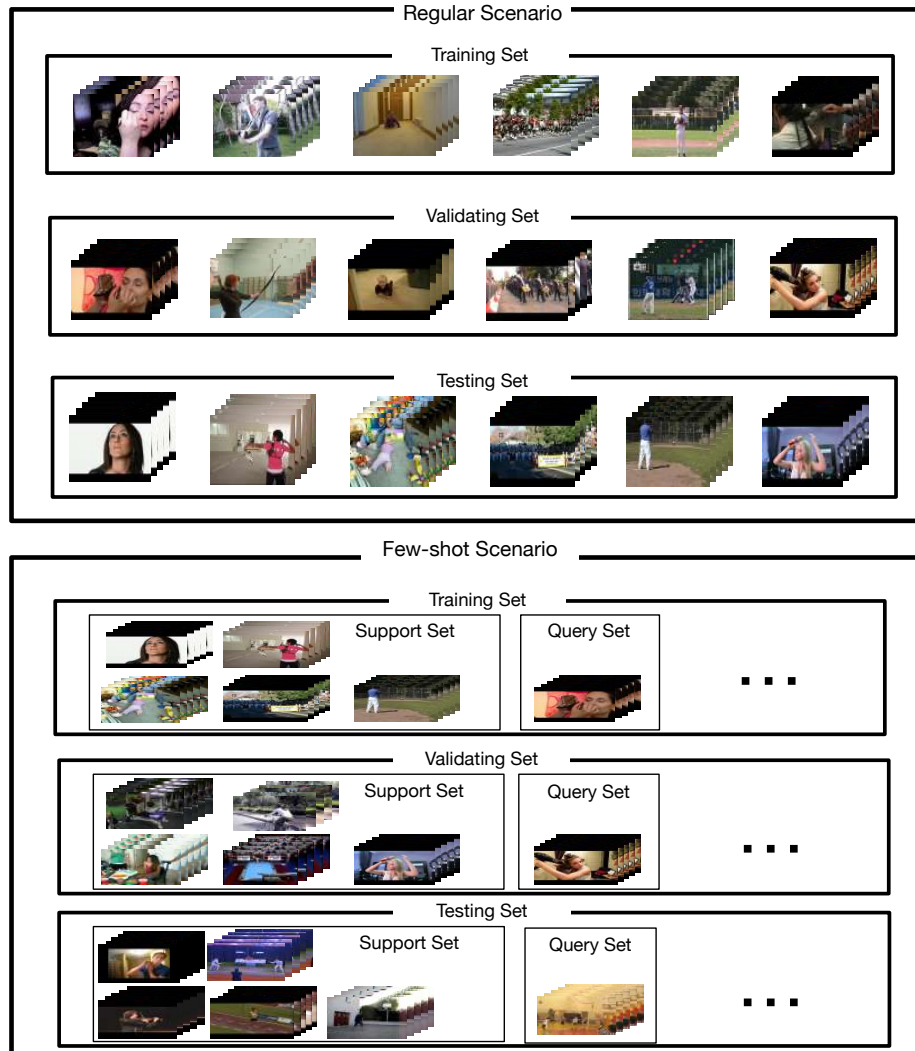 Regular Scenario
Training Set
Validating Set
Testing Set
Few-shot Scenario
Training Set
Support Set
Query Set
...
Validating Set
Support Set
Query Set
...
Testing Set
Support Set
Query Set
...